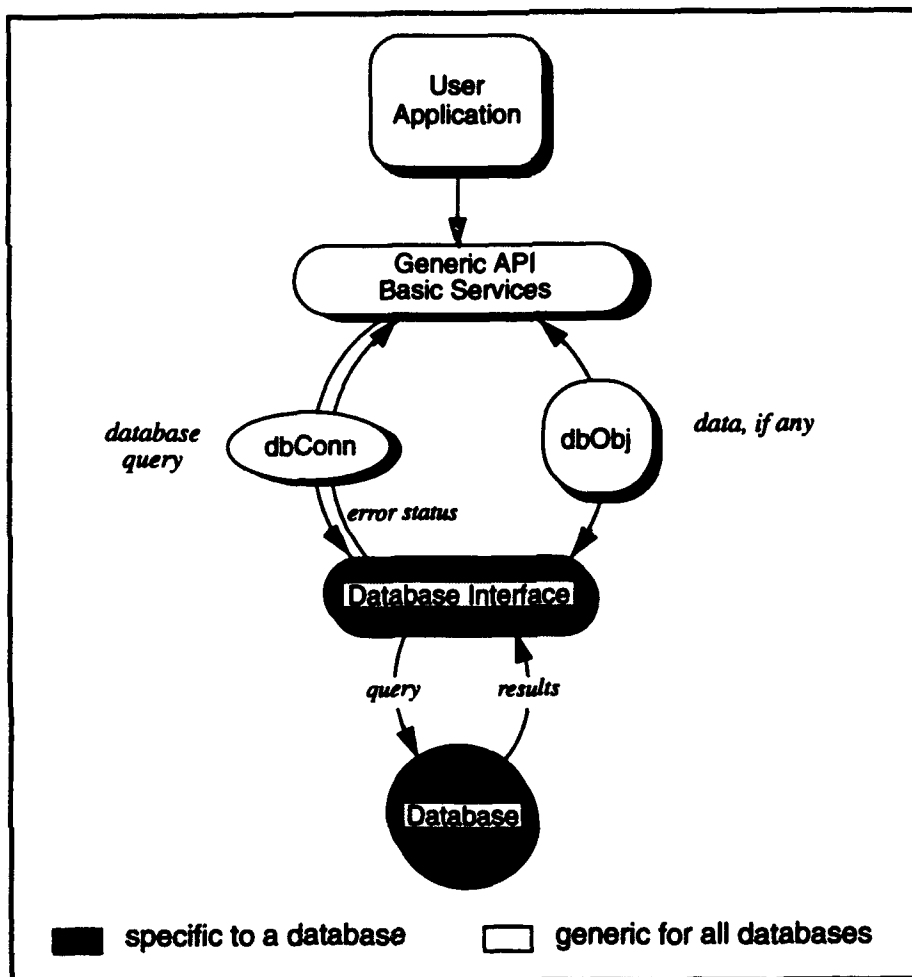 User
Application
Generic API
Basic Services
database
query
dbConn
dbObj
data, if any
error status
Database Interface
query
results
Database
specific to a database
generic for all databases